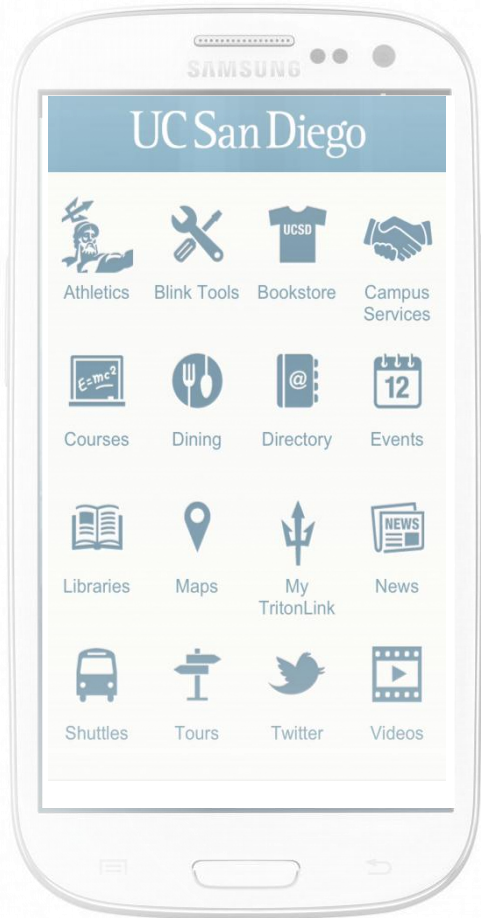 SAMSUNG
UC San Diego
UCSD
Athletics
Blink Tools
Bookstore
Campus
Services
E=mc²
@
12
Courses
Dining
Directory
Events
NEWS
Libraries
Maps
My
TritonLink
News
Shuttles
Tours
Twitter
Videos